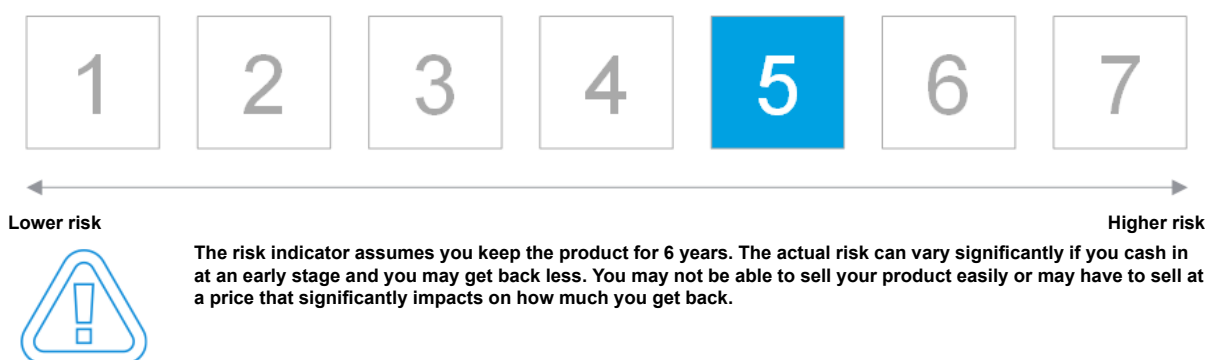 1 2 3 4 5 6 7
Lower risk Higher risk
The risk indicator assumes you keep the product for 6 years. The actual risk can vary significantly if you cash in
at an early stage and you may get back less. You may not be able to sell your product easily or may have to sell at
a price that significantly impacts on how much you get back.